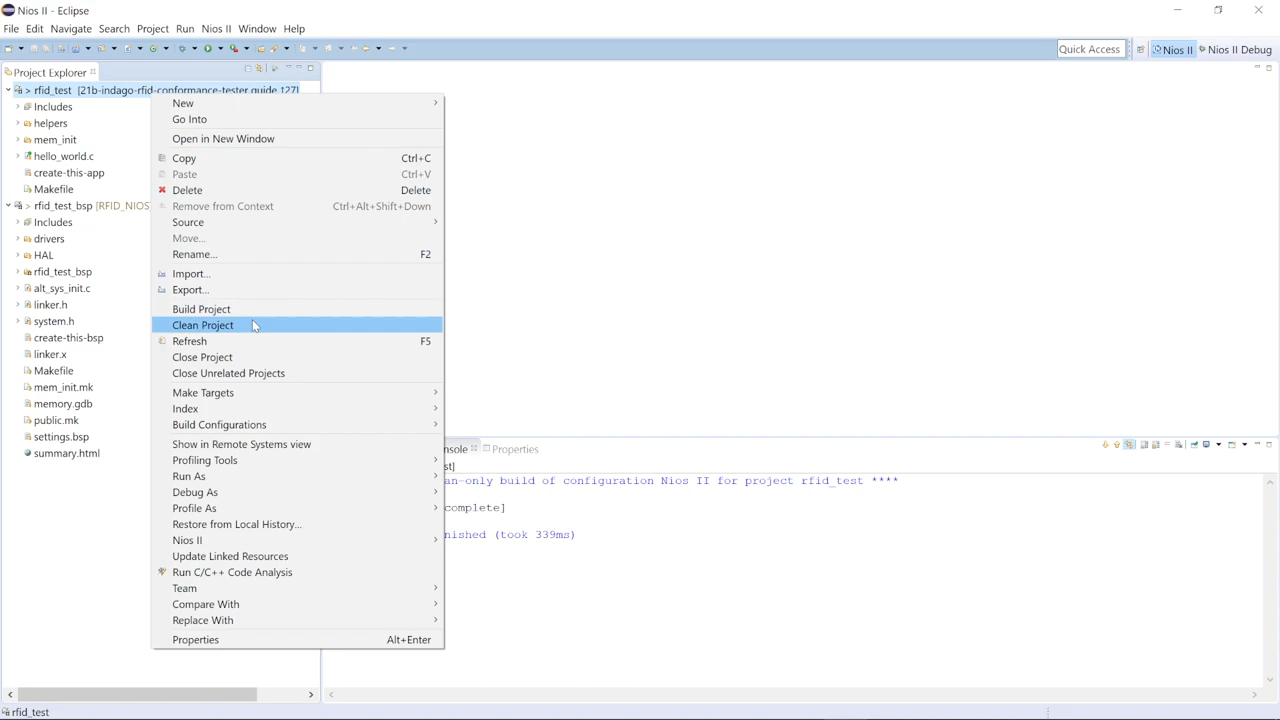 Nios II - Eclipse
File Edit Navigate Search Project Run Nios II Window Help
Quick Access Nios II Nios II Debug
Project Explorer
> rfid_test [21b-indago-rfid-conformance-tester.guide ↑27]
Includes
helpers
mem_init
hello_world.c
create-this-app
Makefile
> rfid_test_bsp [RFID_NIOS
Includes
drivers
HAL
rfid_test_bsp
alt_sys_init.c
linker.h
system.h
create-this-bsp
linker.x
Makefile
mem_init.mk
memory.gdb
public.mk
settings.bsp
summary.html
New
Go Into
Open in New Window
Copy Ctrl+C
Paste Ctrl+V
Delete Delete
Remove from Context Ctrl+Alt+Shift+Down
Source
Move...
Rename... F2
Import...
Export...
Build Project
Clean Project
Refresh F5
Close Project
Close Unrelated Projects
Make Targets
Index
Build Configurations
Show in Remote Systems view
Profiling Tools
Run As
Debug As
Profile As
Restore from Local History...
Nios II
Update Linked Resources
Run C/C++ Code Analysis
Team
Compare With
Replace With
Properties Alt+Enter
nsole Properties
st]
an-only build of configuration Nios II for project rfid_test ****
complete]
nished (took 339ms)
rfid_test